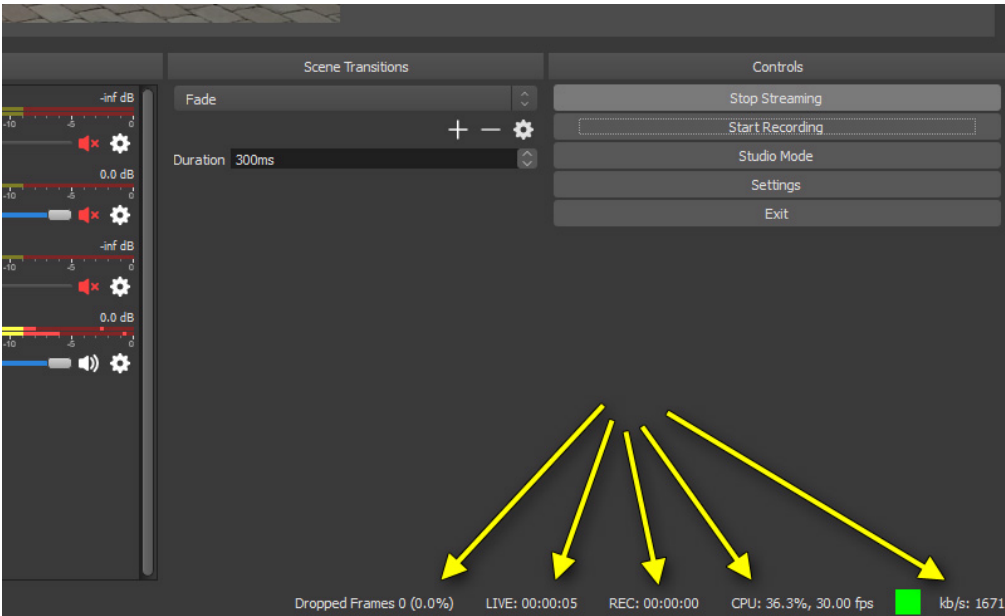 Scene Transitions
Controls
-inf dB
-10 -5 0
0.0 dB
-10 -5 0
-inf dB
-10 -5 0
0.0 dB
-10 -5 0
Fade
Duration 300ms
Stop Streaming
Start Recording
Studio Mode
Settings
Exit
Dropped Frames 0 (0.0%) LIVE: 00:00:05 REC: 00:00:00 CPU: 36.3%, 30.00 fps kb/s: 1671